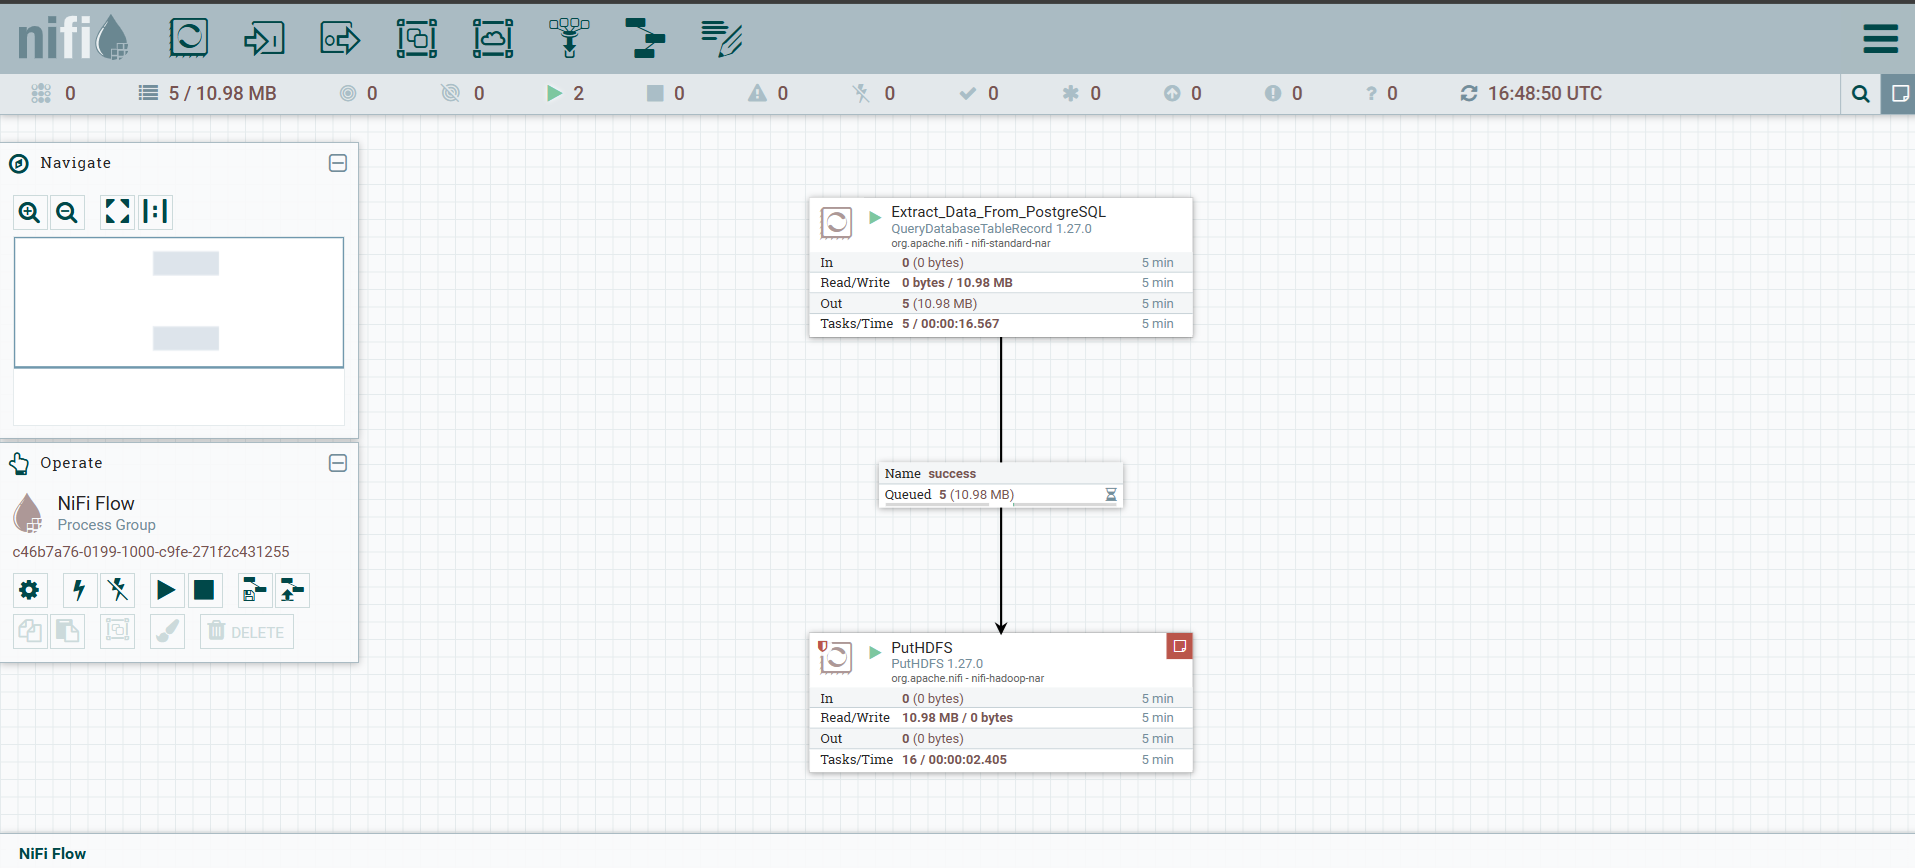 nifi
0 5 / 10.98 MB 0 0 2 0 0 0 0 0 0 0 ? 0 16:48:50 UTC
Navigate
Operate
NiFi Flow
Process Group
c46b7a76-0199-1000-c9fe-271f2c431255
DELETE
Extract_Data_From_PostgreSQL
QueryDatabaseTableRecord 1.27.0
org.apache.nifi - nifi-standard-nar
In 0 (0 bytes) 5 min
Read/Write 0 bytes / 10.98 MB 5 min
Out 5 (10.98 MB) 5 min
Tasks/Time 5 / 00:00:16.567 5 min
Name success
Queued 5 (10.98 MB)
PutHDFS
PutHDFS 1.27.0
org.apache.nifi - nifi-hadoop-nar
In 0 (0 bytes) 5 min
Read/Write 10.98 MB / 0 bytes 5 min
Out 0 (0 bytes) 5 min
Tasks/Time 16 / 00:00:02.405 5 min
NiFi Flow